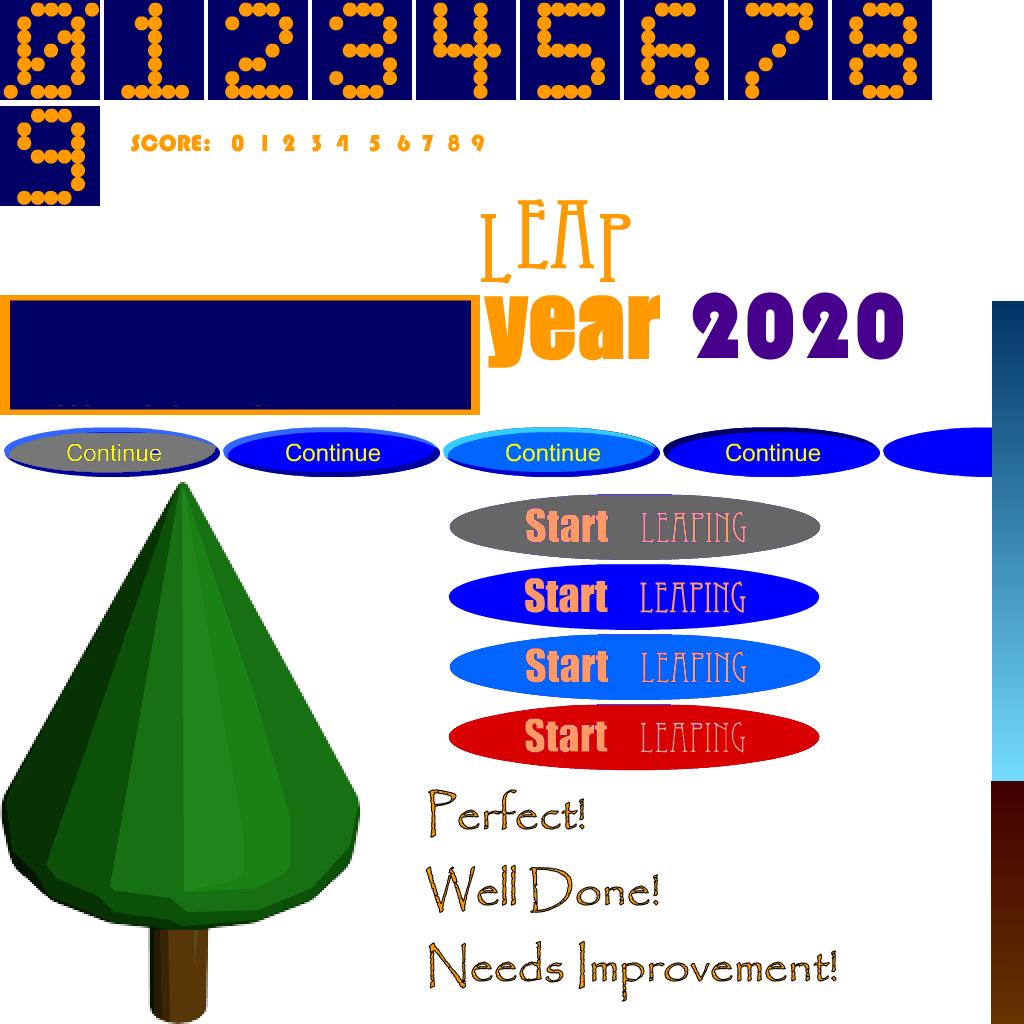 0 1 2 3 4 5 6 7 8
9
SCORE: 0 1 2 3 4 5 6 7 8 9
LEAP
year 2020
Continue Continue Continue Continue
Start LEAPING
Start LEAPING
Start LEAPING
Start LEAPING
Perfect!
Well Done!
Needs Improvement!